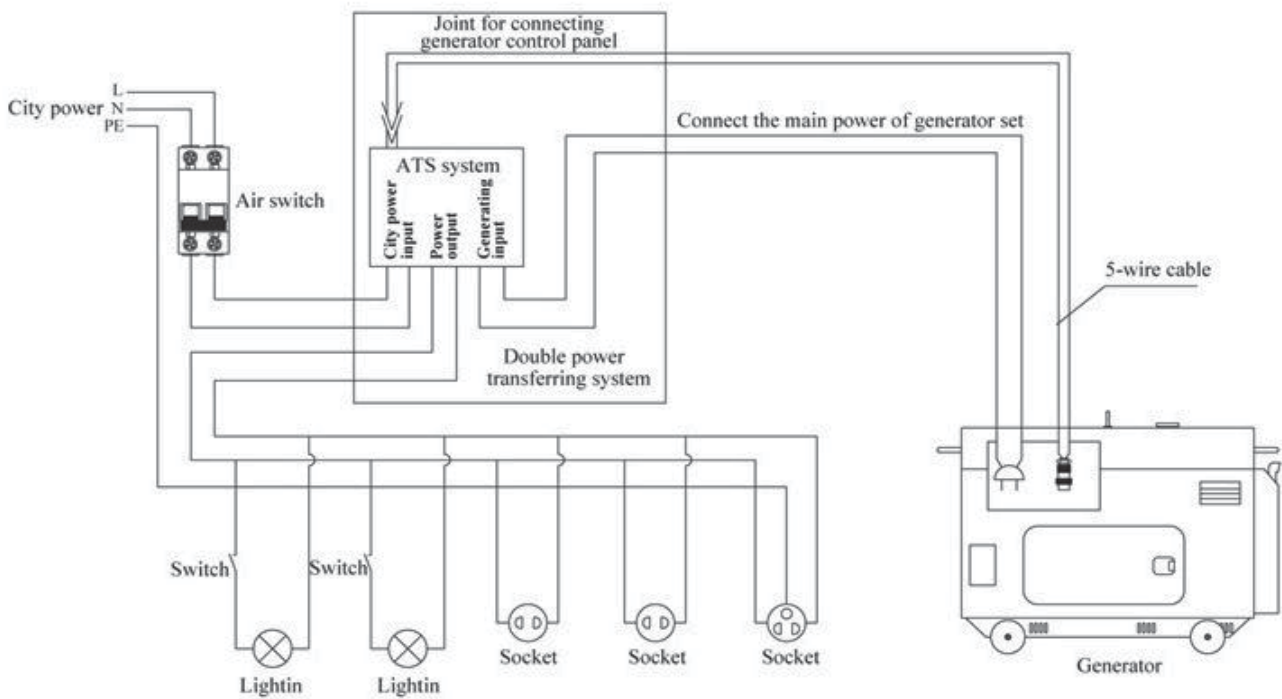 Joint for connecting
generator control panel
L
City power N
PE
Connect the main power of generator set
ATS system
City power
input
Power
output
Generating
input
Air switch
5-wire cable
Double power
transferring system
Switch
Switch
Socket
Socket
Socket
Lightin
Lightin
Generator